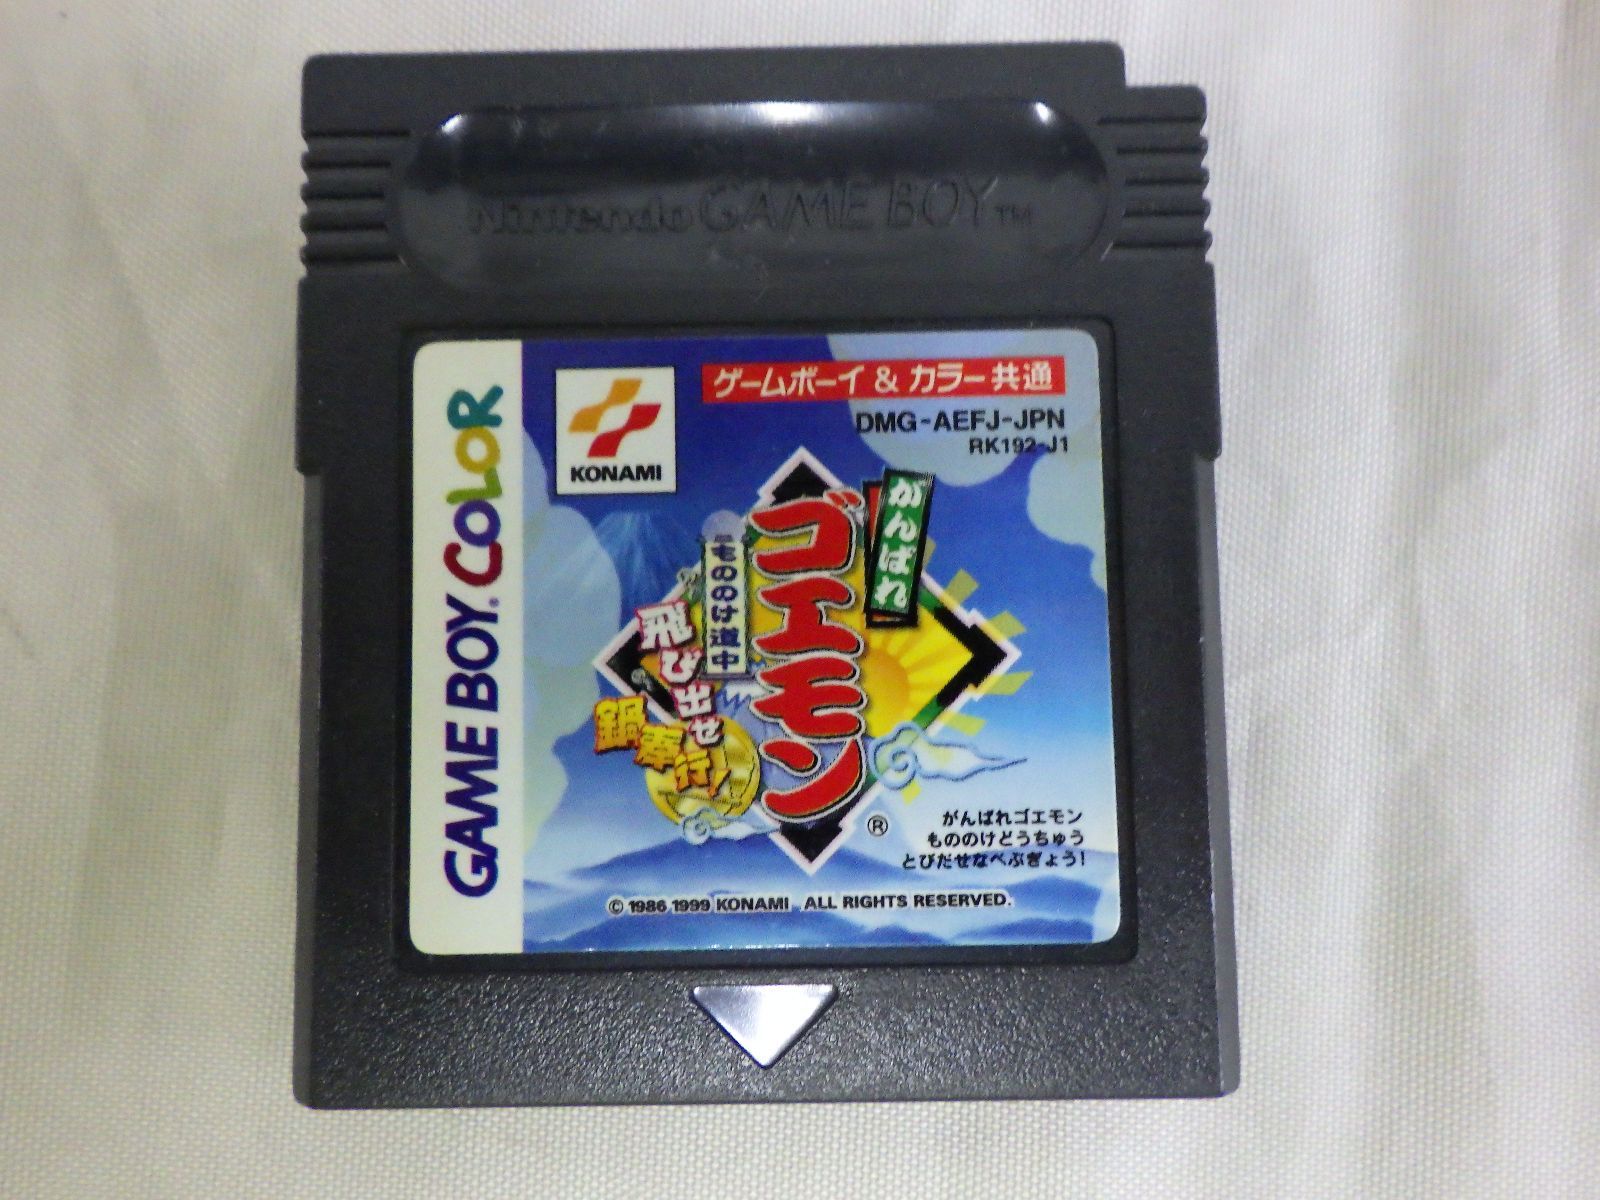 Nintendo GAME BOY™
GAME BOY COLOR
KONAMI
ゲームボーイ & カラー共通
DMG-AEFJ-JPN
RK192-J1
がんばれ
ゴエモン
もののけ道中
飛び出せ
鍋奉行!
®
がんばれゴエモン
もののけどうちゅう
とびだせなべぶぎょう!
© 1986 1999 KONAMI ALL RIGHTS RESERVED.